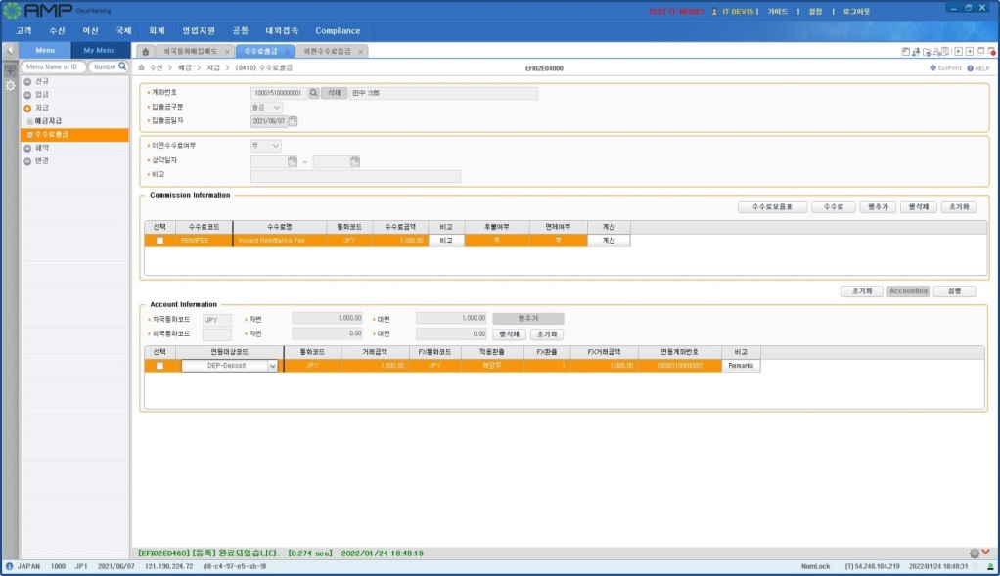 AMP Cloud Banking
TEST (T-MODE) IT DEV15 | 가이드 | 설정 | 로그아웃
고객 수신 여신 국제 회계 영업지원 공통 대외접속 Compliance
Menu My Menu
외국통화매입매도 × 수수료출금 × 외환수수료입금 ×
Menu Name or ID Number
수신 > 예금 > 지급 > (0410) 수수료출금 EFI02E04000 ScrPrint HELP
신규
입금
지급
예금지급
수수료출금
해약
변경
계좌번호 100015100000001 삭제 田中 次郎
입출금구분 출금
입출금일자 2021/06/07
이연수수료여부 부
상각일자 ~
비고
Commission Information
수수료모음표 수수료 행추가 행삭제 초기화
선택 수수료코드 수수료명 통화코드 수수료금액 비고 후불여부 면제여부 계산
REMIFEE Inward Remittance Fee JPY 1,000.00 비고 부 부 계산
초기화 Accounting 실행
Account Information
자국통화코드 JPY 차변 1,000.00 대변 1,000.00 행추가
외국통화코드 차변 0.00 대변 0.00 행삭제 초기화
선택 연동대상코드 통화코드 거래금액 FX통화코드 적용환율 FX환율 FX거래금액 연동계좌번호 비고
DEP-Deposit JPY 1,000.00 JPY 해당무 1 1,000.00 100001100000001 Remarks
[EFI02E0460] [등록] 완료되었습니다. [0.274 sec] 2022/01/24 18:48:19
JAPAN 1000 JP1 2021/06/07 121.190.224.72 d8-c4-97-e5-ab-9f NumLock [T] 54.248.104.219 2022/01/24 18:48:31